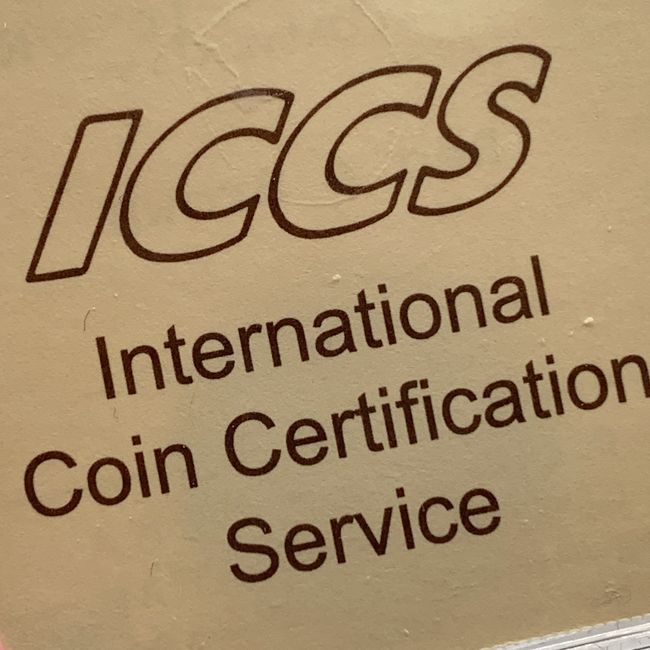 ICCS
International
Coin Certification
Service